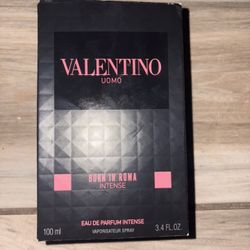 VALENTINO
UOMO
BORN IN ROMA
INTENSE
EAU DE PARFUM INTENSE
100 ml VAPORISATEUR SPRAY 3.4 FL.OZ.